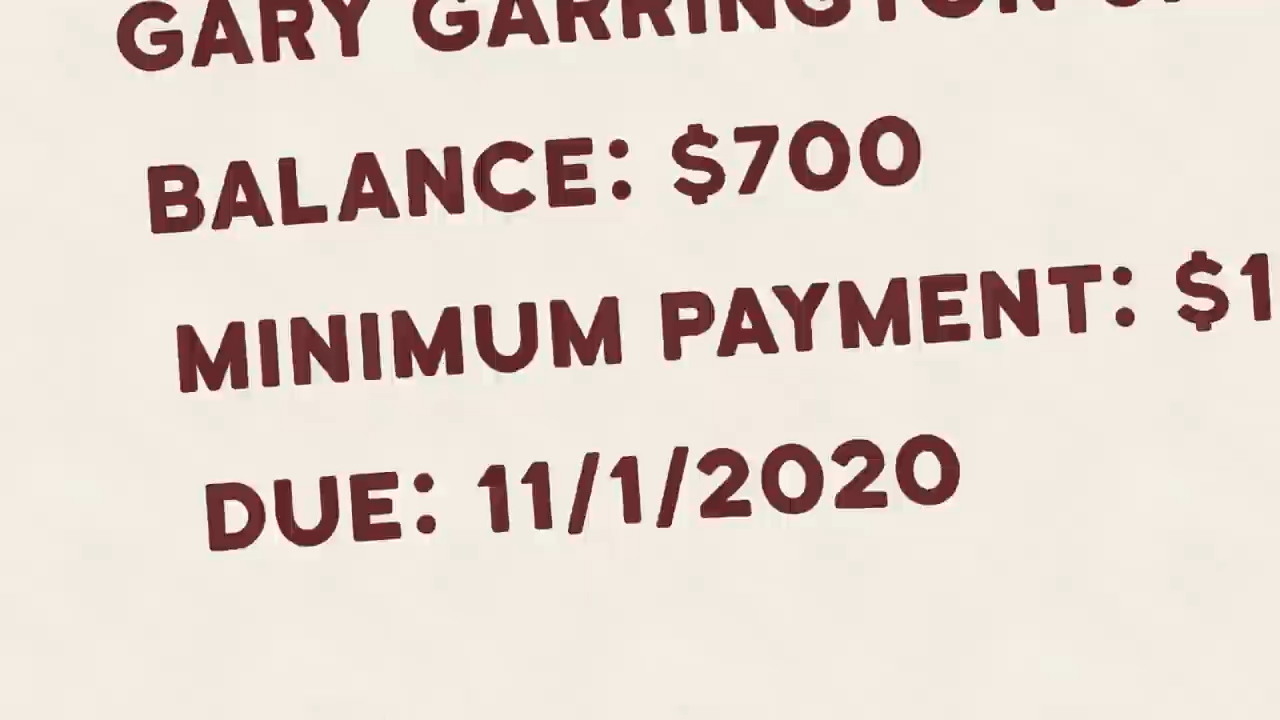 GARY GARRINGTON
BALANCE: $700
MINIMUM PAYMENT: $1
DUE: 11/1/2020